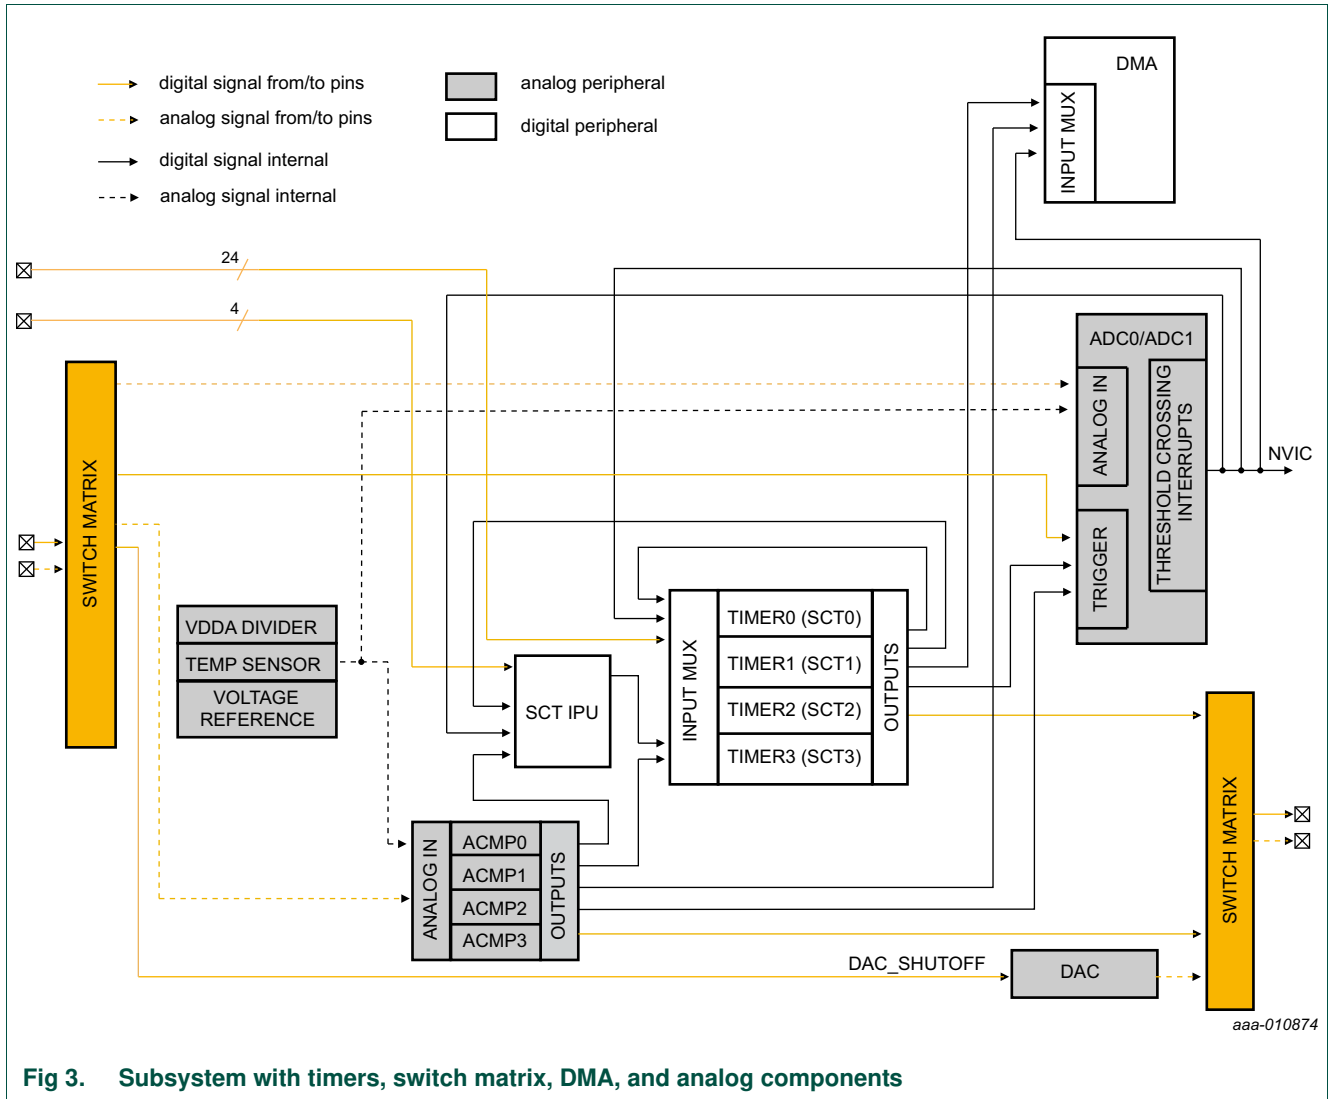 digital signal from/to pins
analog signal from/to pins
digital signal internal
analog signal internal
analog peripheral
digital peripheral
DMA
INPUT MUX
24
4
ADC0/ADC1
ANALOG IN
THRESHOLD CROSSING
INTERRUPTS
TRIGGER
NVIC
SWITCH MATRIX
VDDA DIVIDER
TEMP SENSOR
VOLTAGE
REFERENCE
SCT IPU
INPUT MUX
TIMER0 (SCT0)
TIMER1 (SCT1)
TIMER2 (SCT2)
TIMER3 (SCT3)
OUTPUTS
ANALOG IN
ACMP0
ACMP1
ACMP2
ACMP3
OUTPUTS
DAC_SHUTOFF
DAC
SWITCH MATRIX
aaa-010874
Fig 3. Subsystem with timers, switch matrix, DMA, and analog components